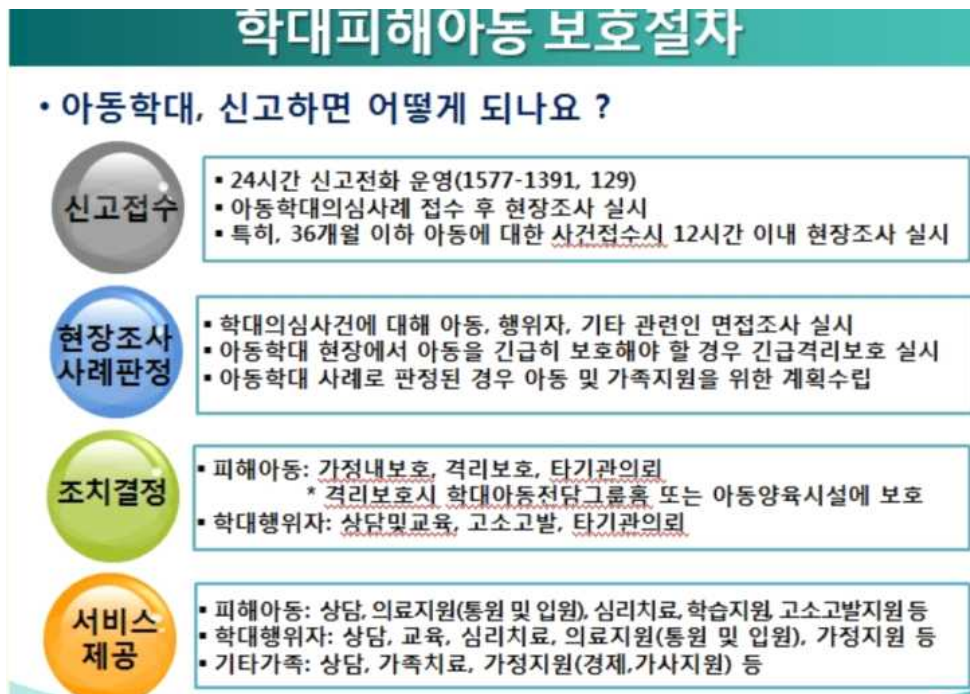 학대피해아동 보호절차
• 아동학대, 신고하면 어떻게 되나요 ?
신고접수
▪ 24시간 신고전화 운영(1577-1391, 129)
▪ 아동학대의심사례 접수 후 현장조사 실시
▪ 특히, 36개월 이하 아동에 대한 사건접수시 12시간 이내 현장조사 실시
현장조사
사례판정
▪ 학대의심사건에 대해 아동, 행위자, 기타 관련인 면접조사 실시
▪ 아동학대 현장에서 아동을 긴급히 보호해야 할 경우 긴급격리보호 실시
▪ 아동학대 사례로 판정된 경우 아동 및 가족지원을 위한 계획수립
조치결정
▪ 피해아동: 가정내보호, 격리보호, 타기관의뢰
* 격리보호시 학대아동전담그룹홈 또는 아동양육시설에 보호
▪ 학대행위자: 상담및교육, 고소고발, 타기관의뢰
서비스
제공
▪ 피해아동: 상담, 의료지원(통원 및 입원), 심리치료, 학습지원, 고소고발지원 등
▪ 학대행위자: 상담, 교육, 심리치료, 의료지원(통원 및 입원), 가정지원 등
▪ 기타가족: 상담, 가족치료, 가정지원(경제,가사지원) 등